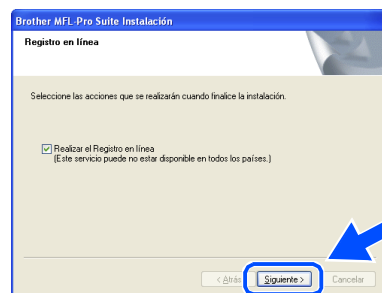 Brother MFL-Pro Suite Instalación
Registro en línea
Seleccione las acciones que se realizarán cuando finalice la instalación.
Realizar el Registro en línea
(Este servicio puede no estar disponible en todos los países.)
< Atrás Siguiente > Cancelar